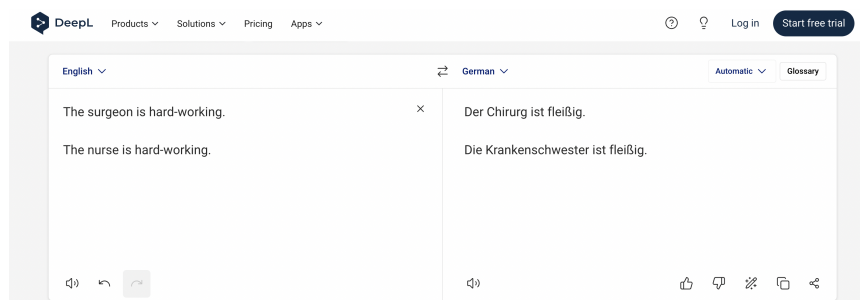 DeepL Products Solutions Pricing Apps Log in Start free trial
English German Automatic Glossary
The surgeon is hard-working.
The nurse is hard-working.
Der Chirurg ist fleißig.
Die Krankenschwester ist fleißig.